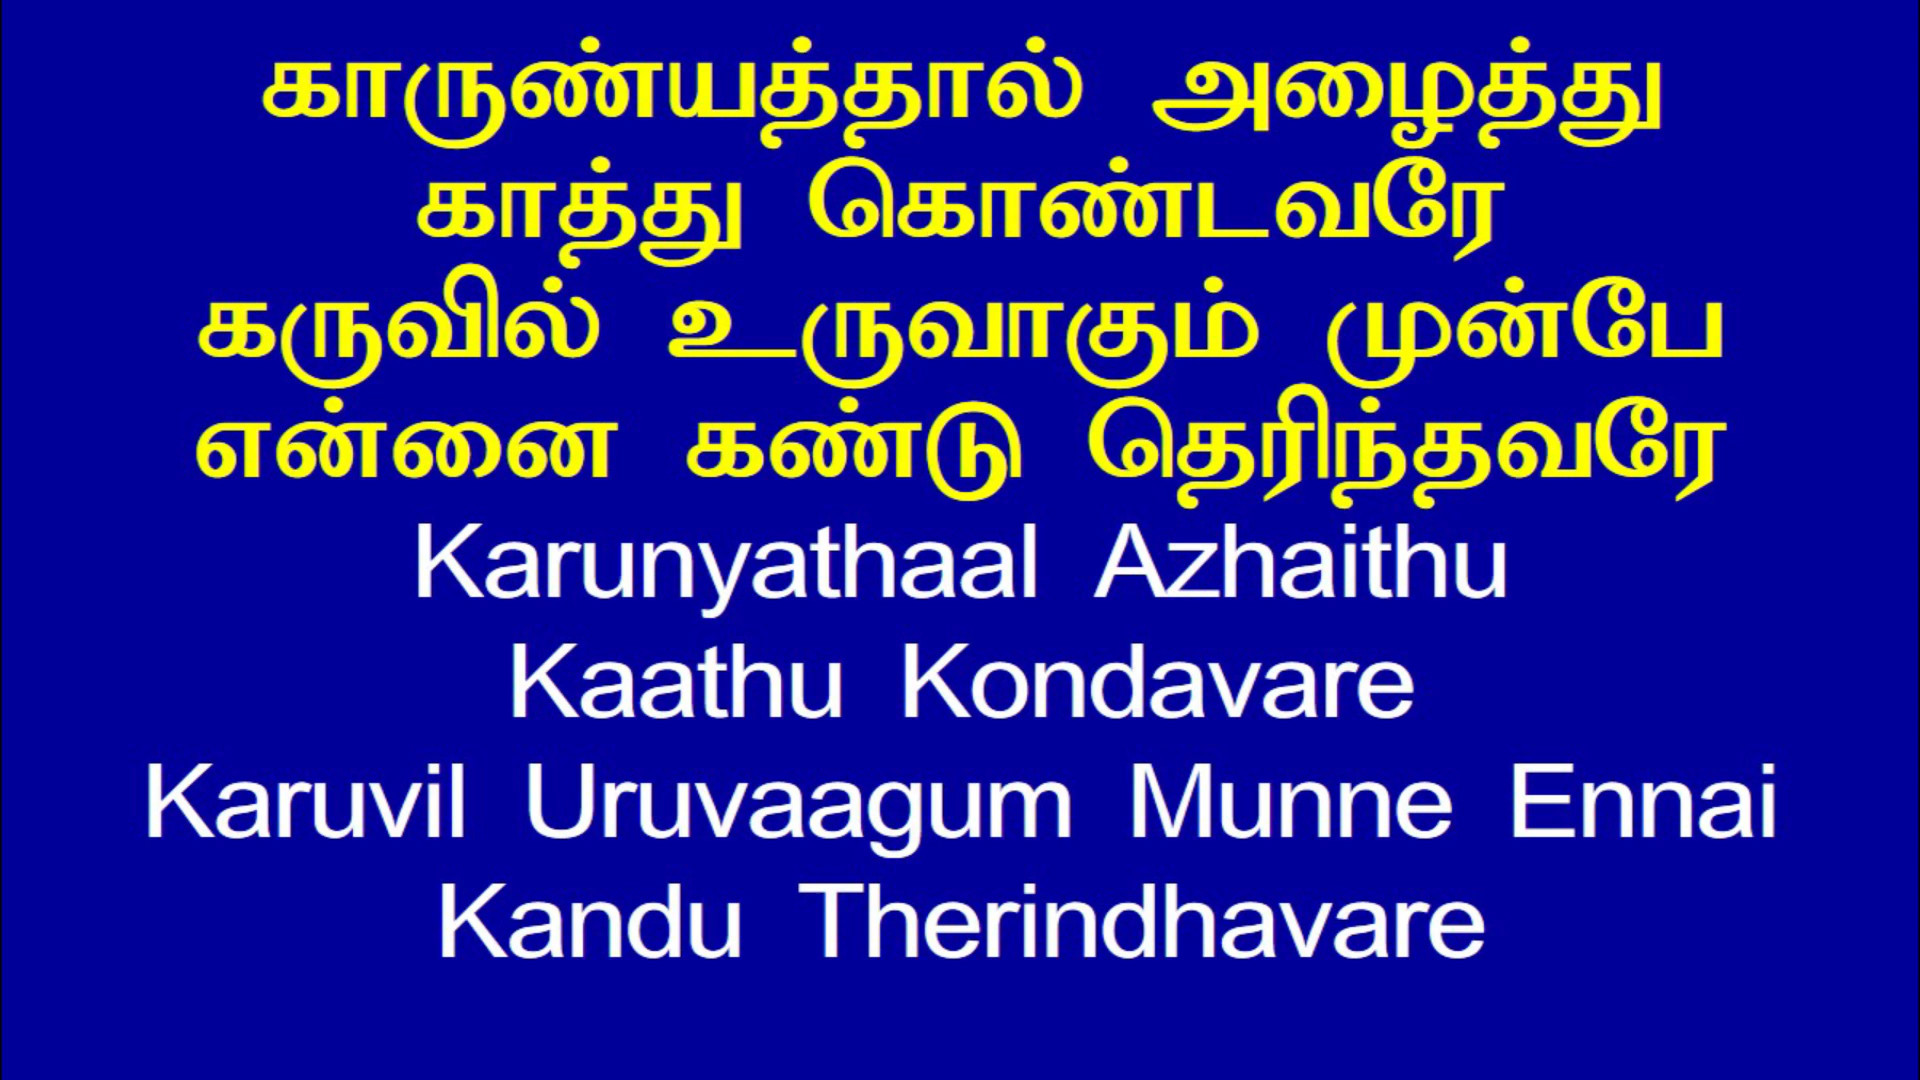 காருண்யத்தால் அழைத்து
காத்து கொண்டவரே
கருவில் உருவாகும் முன்பே
என்னை கண்டு தெரிந்தவரே
Karunyathaal Azhaithu
Kaathu Kondavare
Karuvil Uruvaagum Munne Ennai
Kandu Therindhavare